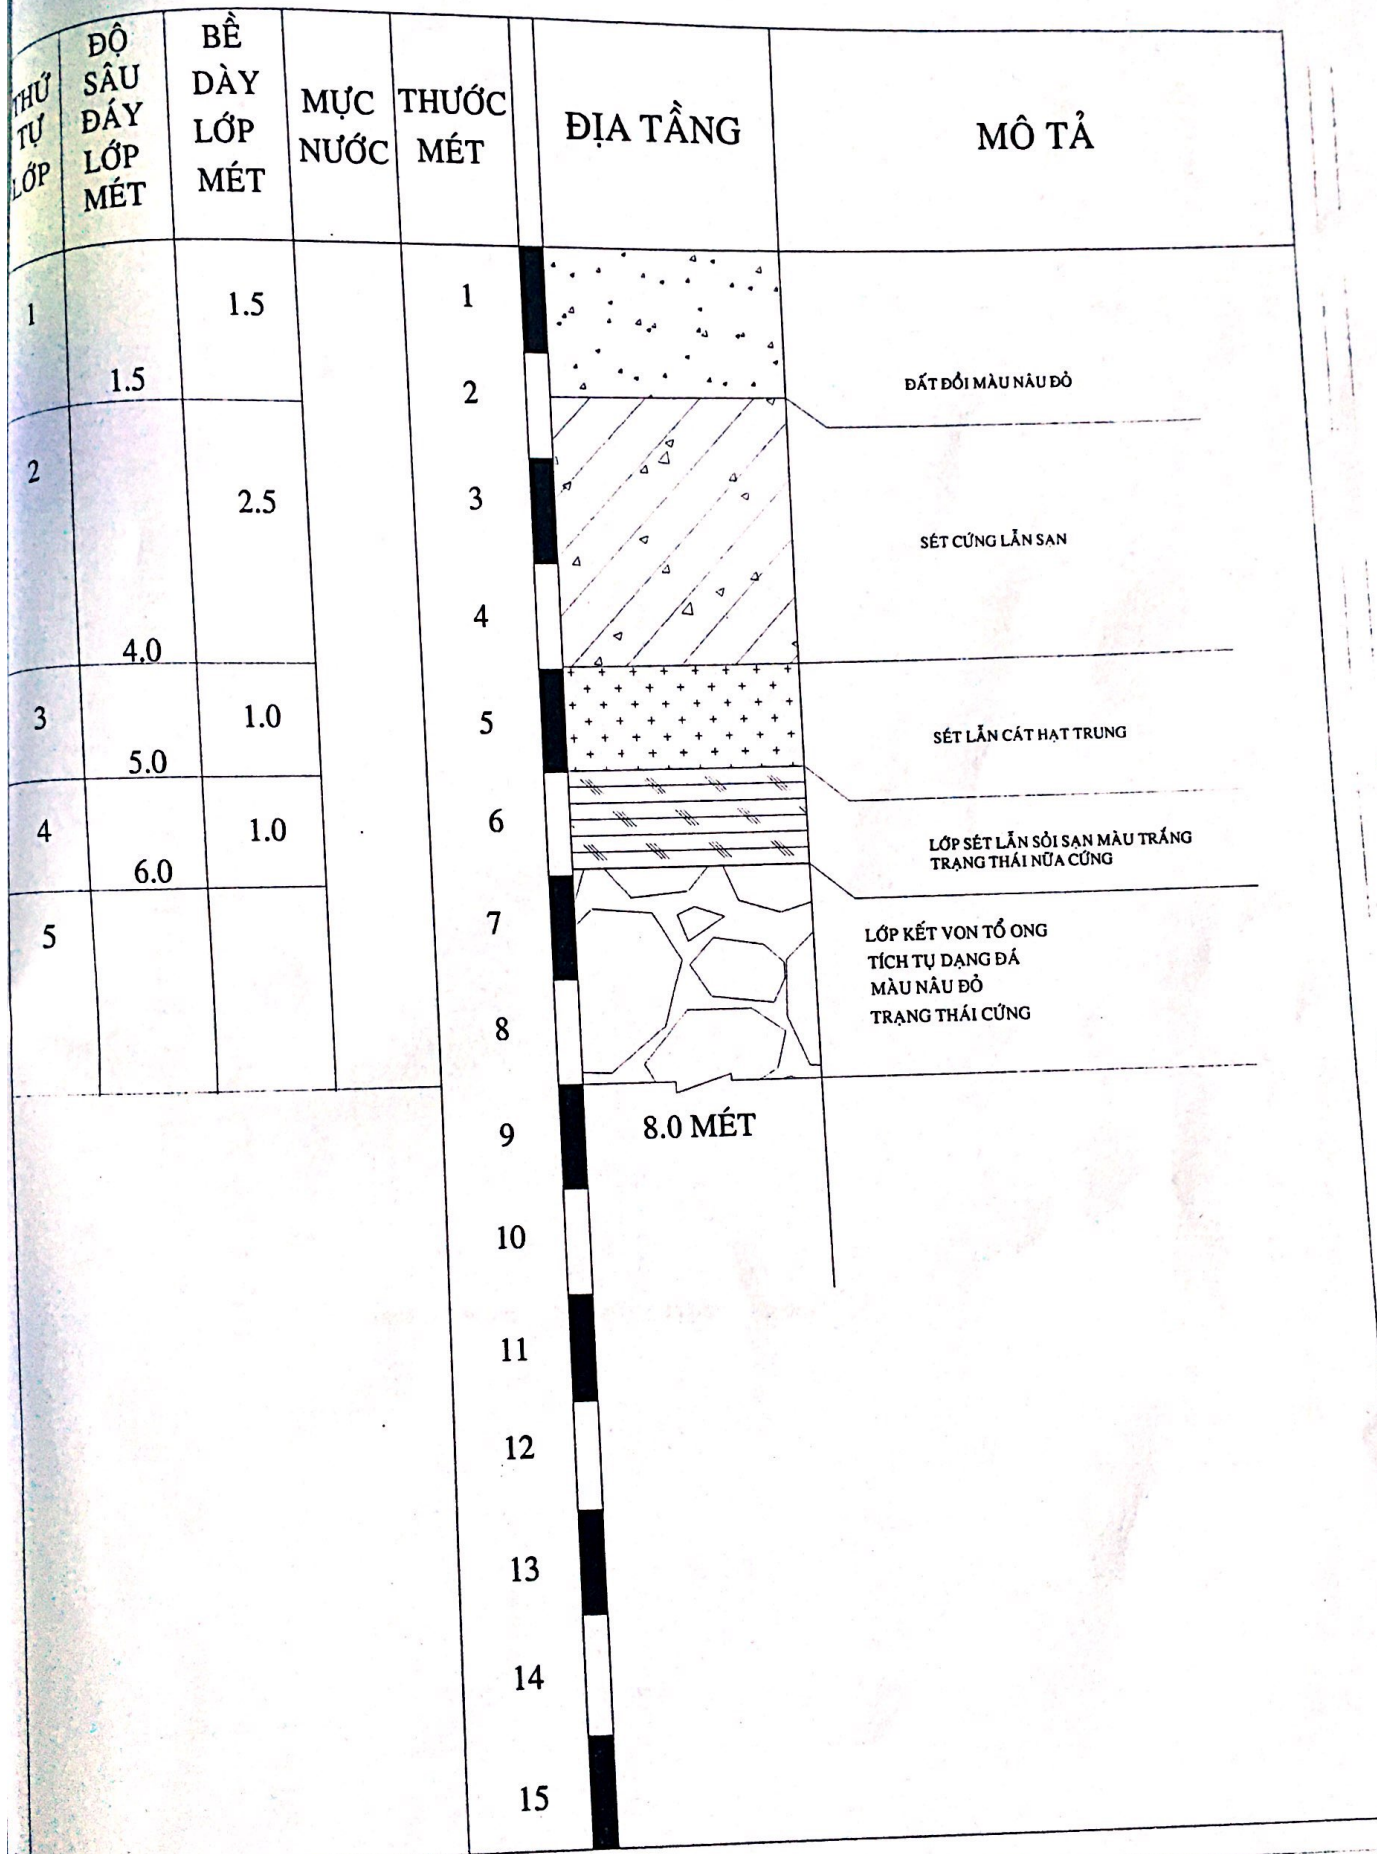 THỨ
TỰ
LỚP
ĐỘ
SÂU
ĐÁY
LỚP
MÉT
BỀ
DÀY
LỚP
MÉT
MỰC
NƯỚC
THƯỚC
MÉT
ĐỊA TẦNG
MÔ TẢ
1
1.5
1.5
1
2
ĐẤT ĐỒI MÀU NÂU ĐỎ
2
4.0
2.5
3
4
SÉT CỨNG LẪN SẠN
3
5.0
1.0
5
SÉT LẪN CÁT HẠT TRUNG
4
6.0
1.0
6
LỚP SÉT LẪN SỎI SẠN MÀU TRẮNG
TRẠNG THÁI NỮA CỨNG
5
7
8
LỚP KẾT VON TỔ ONG
TÍCH TỤ DẠNG ĐÁ
MÀU NÂU ĐỎ
TRẠNG THÁI CỨNG
8.0 MÉT
9
10
11
12
13
14
15